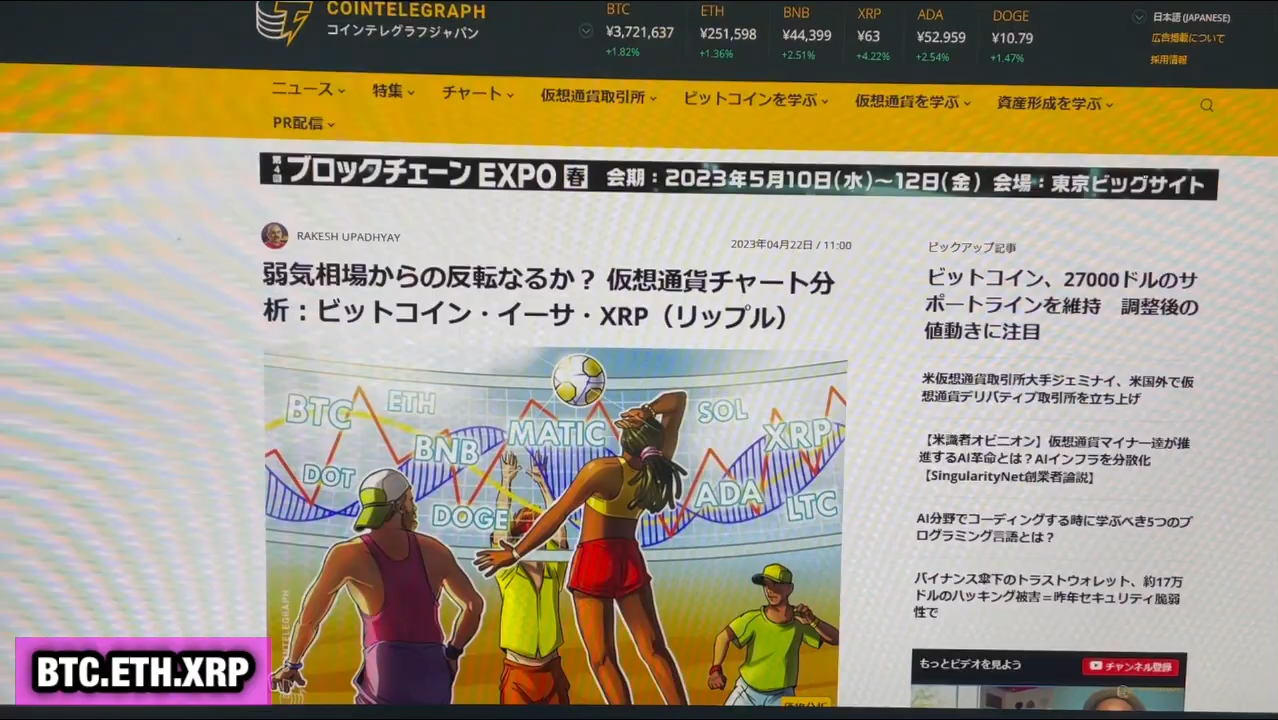 COINTELEGRAPH
コインテレグラフジャパン
BTC
¥3,721,637
+1.82%
ETH
¥251,598
+1.36%
BNB
¥44,399
+2.51%
XRP
¥63
+4.22%
ADA
¥52.959
+2.54%
DOGE
¥10.79
+1.47%
日本語 (JAPANESE)
広告掲載について
採用情報
ニュース 特集 チャート 仮想通貨取引所 ビットコインを学ぶ 仮想通貨を学ぶ 資産形成を学ぶ
PR配信
第4回 ブロックチェーン EXPO 春 会期：2023年5月10日(水)～12日(金) 会場：東京ビッグサイト
RAKESH UPADHYAY
2023年04月22日 / 11:00
弱気相場からの反転なるか？ 仮想通貨チャート分
析：ビットコイン・イーサ・XRP（リップル）
BTC
ETH
BNB
MATIC
SOL
XRP
DOT
DOGE
ADA
LTC
COINTELEGRAPH
価格分析
ピックアップ記事
ビットコイン、27000ドルのサ
ポートラインを維持 調整後の
値動きに注目
米仮想通貨取引所大手ジェミナイ、米国外で仮
想通貨デリバティブ取引所を立ち上げ
【米識者オピニオン】仮想通貨マイナー達が推
進するAI革命とは？AIインフラを分散化
【SingularityNet創業者論説】
AI分野でコーディングする時に学ぶべき5つのプ
ログラミング言語とは？
バイナンス傘下のトラストウォレット、約17万
ドルのハッキング被害＝昨年セキュリティ脆弱
性で
もっとビデオを見よう
チャンネル登録
BTC.ETH.XRP